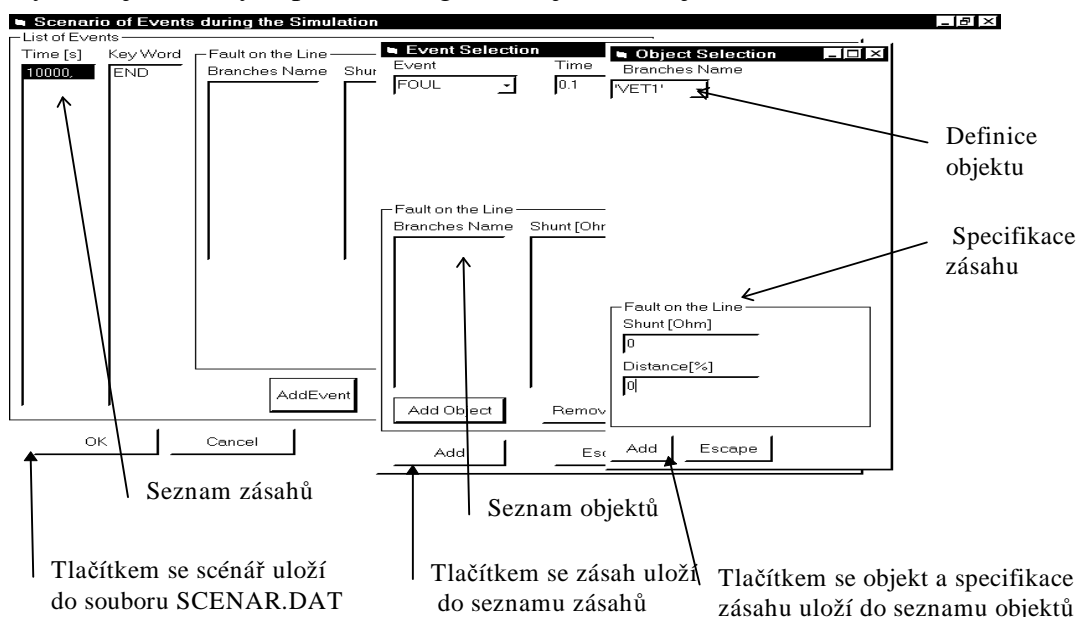 Scenario of Events during the Simulation
List of Events
Time [s] Key Word
10000, END
Fault on the Line
Branches Name
AddEvent
OK Cancel
Event Selection
Event Time
FOUL 0.1
Fault on the Line
Branches Name Shunt [Ohm
Add Object
Add
Object Selection
Branches Name
'VET1'
Fault on the Line
Shunt [Ohm]
0
Distance[%]
0
Add Escape
Definice
objektu
Specifikace
zásahu
Seznam zásahů
Seznam objektů
Tlačítkem se scénář uloží
do souboru SCENAR.DAT
Tlačítkem se zásah uloží
do seznamu zásahů
Tlačítkem se objekt a specifikace
zásahu uloží do seznamu objektů